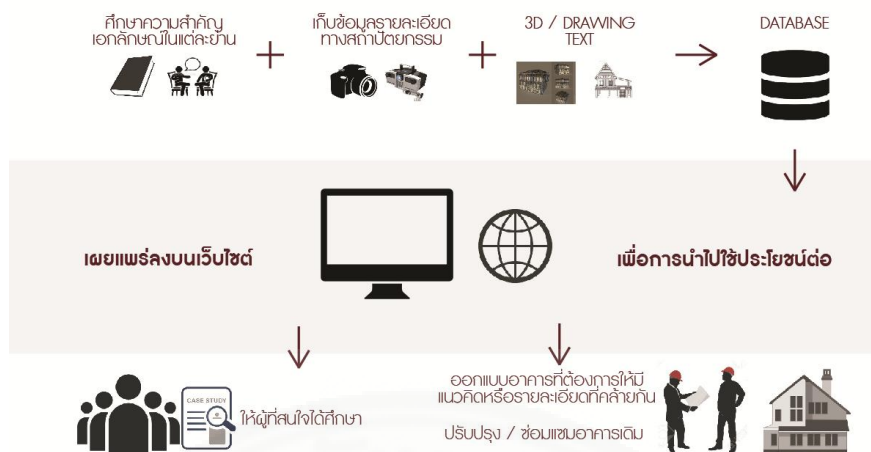 ศึกษาความสำคัญ
เอกลักษณ์ในแต่ละย่าน
เก็บข้อมูลรายละเอียด
ทางสถาปัตยกรรม
3D / DRAWING
TEXT
DATABASE
เผยแพร่ลงบนเว็บไซต์
เพื่อการนำไปใช้ประโยชน์ต่อ
CASE STUDY
ให้ผู้ที่สนใจได้ศึกษา
ออกแบบอาคารที่ต้องการให้มี
แนวคิดหรือรายละเอียดที่คล้ายกัน
ปรับปรุง / ซ่อมแซมอาคารเดิม